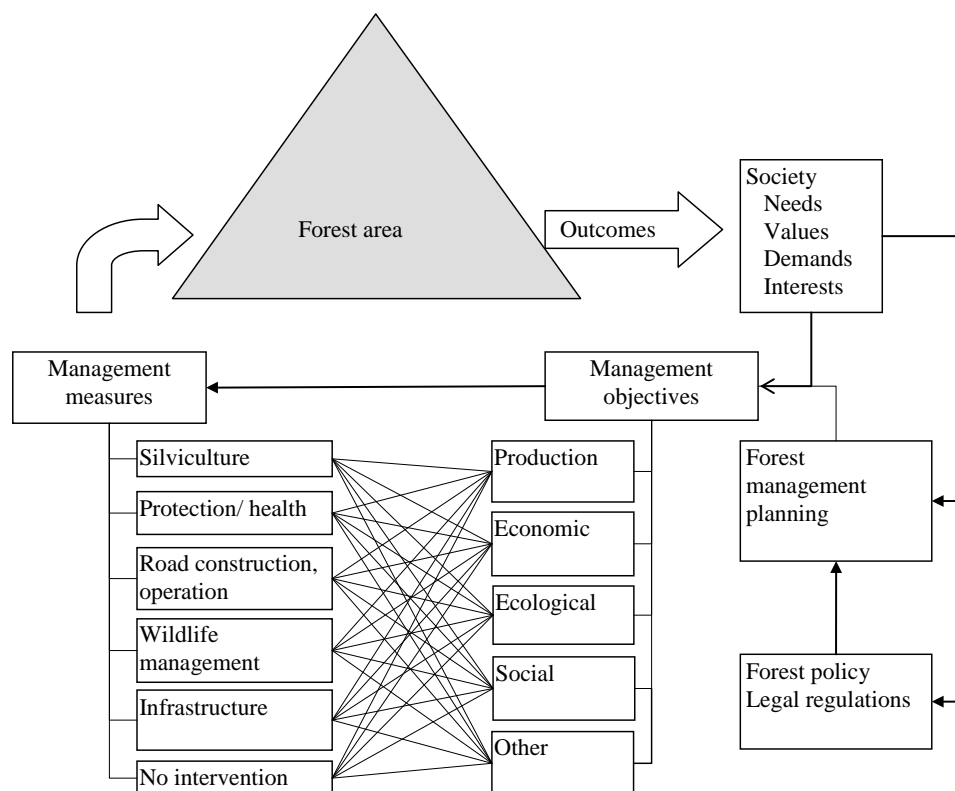 Forest area
Outcomes
Society
Needs
Values
Demands
Interests
Management
measures
Management
objectives
Silviculture
Protection/ health
Road construction,
operation
Wildlife
management
Infrastructure
No intervention
Production
Economic
Ecological
Social
Other
Forest
management
planning
Forest policy
Legal regulations